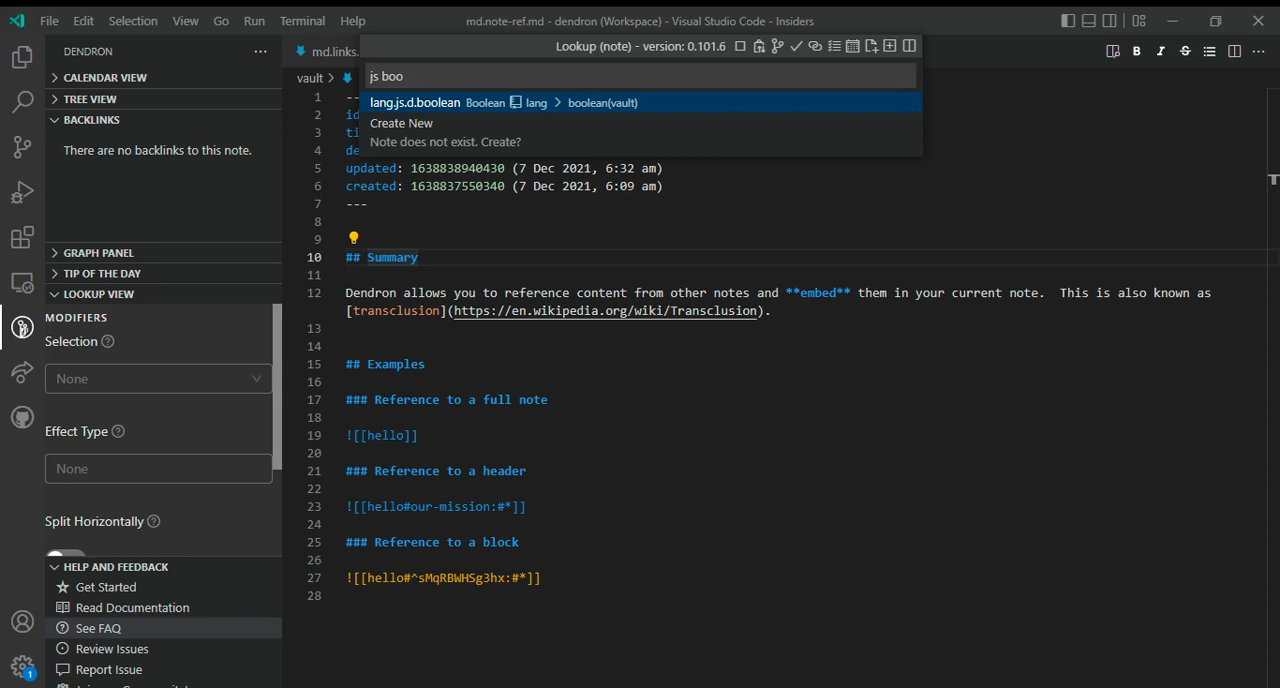 File Edit Selection View Go Run Terminal Help
md.note-ref.md - dendron (Workspace) - Visual Studio Code - Insiders
DENDRON
CALENDAR VIEW
TREE VIEW
BACKLINKS
There are no backlinks to this note.
GRAPH PANEL
TIP OF THE DAY
LOOKUP VIEW
MODIFIERS
Selection
None
Effect Type
None
Split Horizontally
HELP AND FEEDBACK
Get Started
Read Documentation
See FAQ
Review Issues
Report Issue
1
md.links.
vault >
Lookup (note) - version: 0.101.6
js boo
lang.js.d.boolean Boolean lang > boolean(vault)
Create New
Note does not exist. Create?
1 --
2 id
3 ti
4 de
5 updated: 1638838940430 (7 Dec 2021, 6:32 am)
6 created: 1638837550340 (7 Dec 2021, 6:09 am)
7 ---
8
9
10 ## Summary
11
12 Dendron allows you to reference content from other notes and **embed** them in your current note. This is also known as
[transclusion](https://en.wikipedia.org/wiki/Transclusion).
13
14
15 ## Examples
16
17 ### Reference to a full note
18
19 ![[hello]]
20
21 ### Reference to a header
22
23 ![[hello#our-mission:#*]]
24
25 ### Reference to a block
26
27 ![[hello#^sMqRBWHSg3hx:#*]]
28